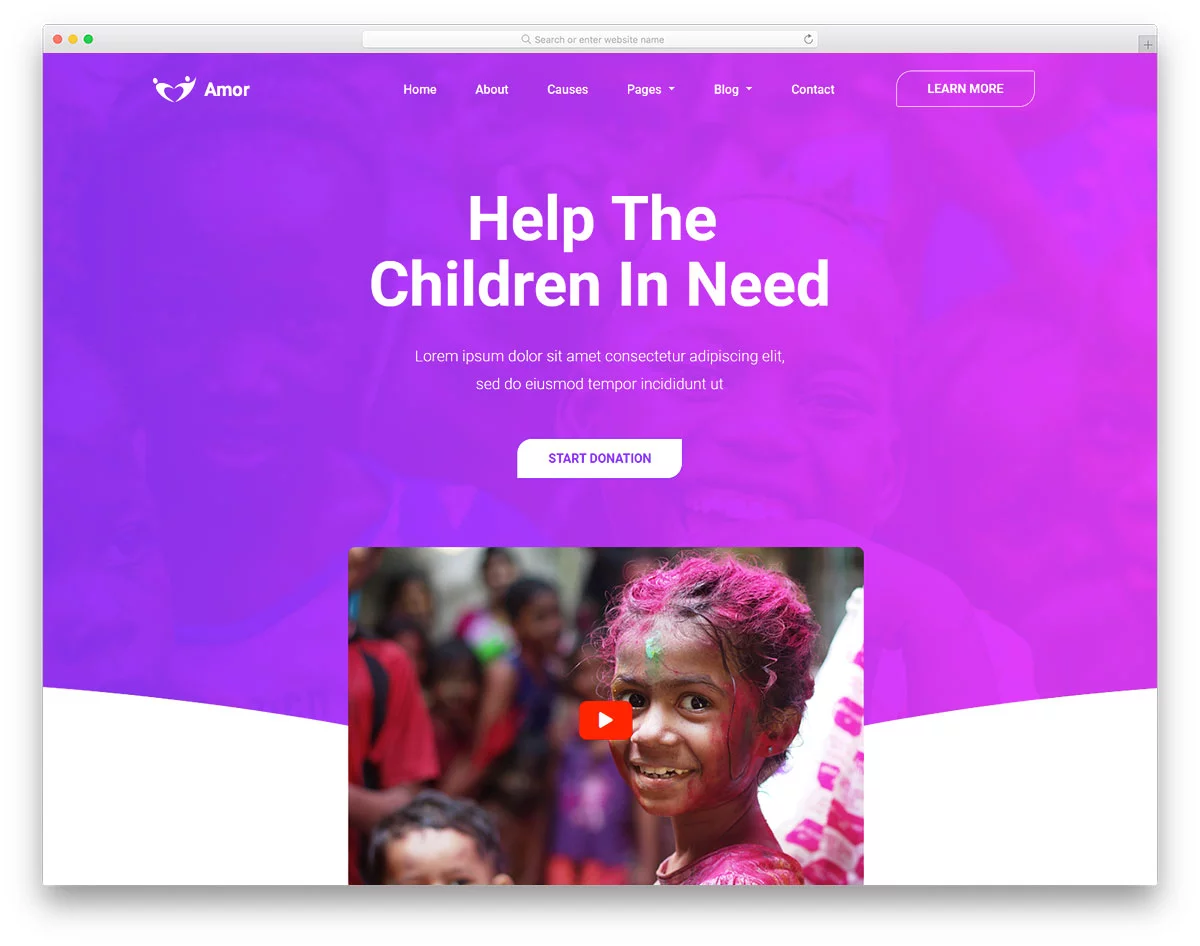 Search or enter website name
Amor
Home About Causes Pages Blog Contact
LEARN MORE
Help The
Children In Need
Lorem ipsum dolor sit amet consectetur adipiscing elit,
sed do eiusmod tempor incididunt ut
START DONATION